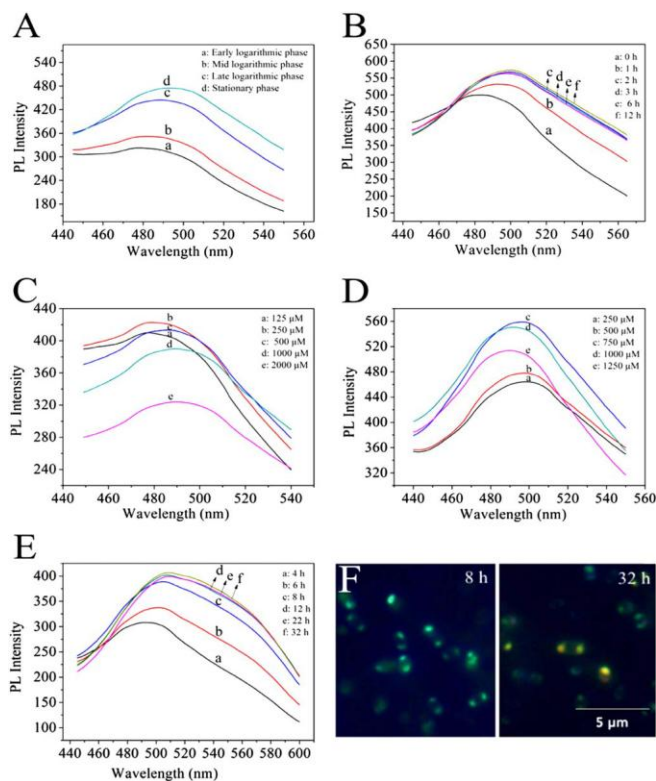 A
a: Early logarithmic phase
b: Mid logarithmic phase
c: Late logarithmic phase
d: Stationary phase
480
420
360
300
240
180
d
c
b
a
440 460 480 500 520 540 560
Wavelength (nm)
PL Intensity
B
650
600
550
500
450
400
350
300
250
200
150
a: 0 h
b: 1 h
c: 2 h
d: 3 h
e: 6 h
f: 12 h
c d e f
b
a
440 460 480 500 520 540 560
Wavelength (nm)
PL Intensity
C
a: 125 µM
b: 250 µM
c: 500 µM
d: 1000 µM
e: 2000 µM
420
390
360
330
300
270
240
b
c
a
d
e
440 460 480 500 520 540
Wavelength (nm)
PL Intensity
D
a: 250 µM
b: 500 µM
c: 750 µM
d: 1000 µM
e: 1250 µM
560
520
480
440
400
360
320
c
d
e
b
a
440 460 480 500 520 540 560
Wavelength (nm)
PL Intensity
E
a: 4 h
b: 6 h
c: 8 h
d: 12 h
e: 22 h
f: 32 h
400
350
300
250
200
150
100
d e f
c
b
a
440 460 480 500 520 540 560 580 600
Wavelength (nm)
PL Intensity
F
8 h
32 h
5 µm